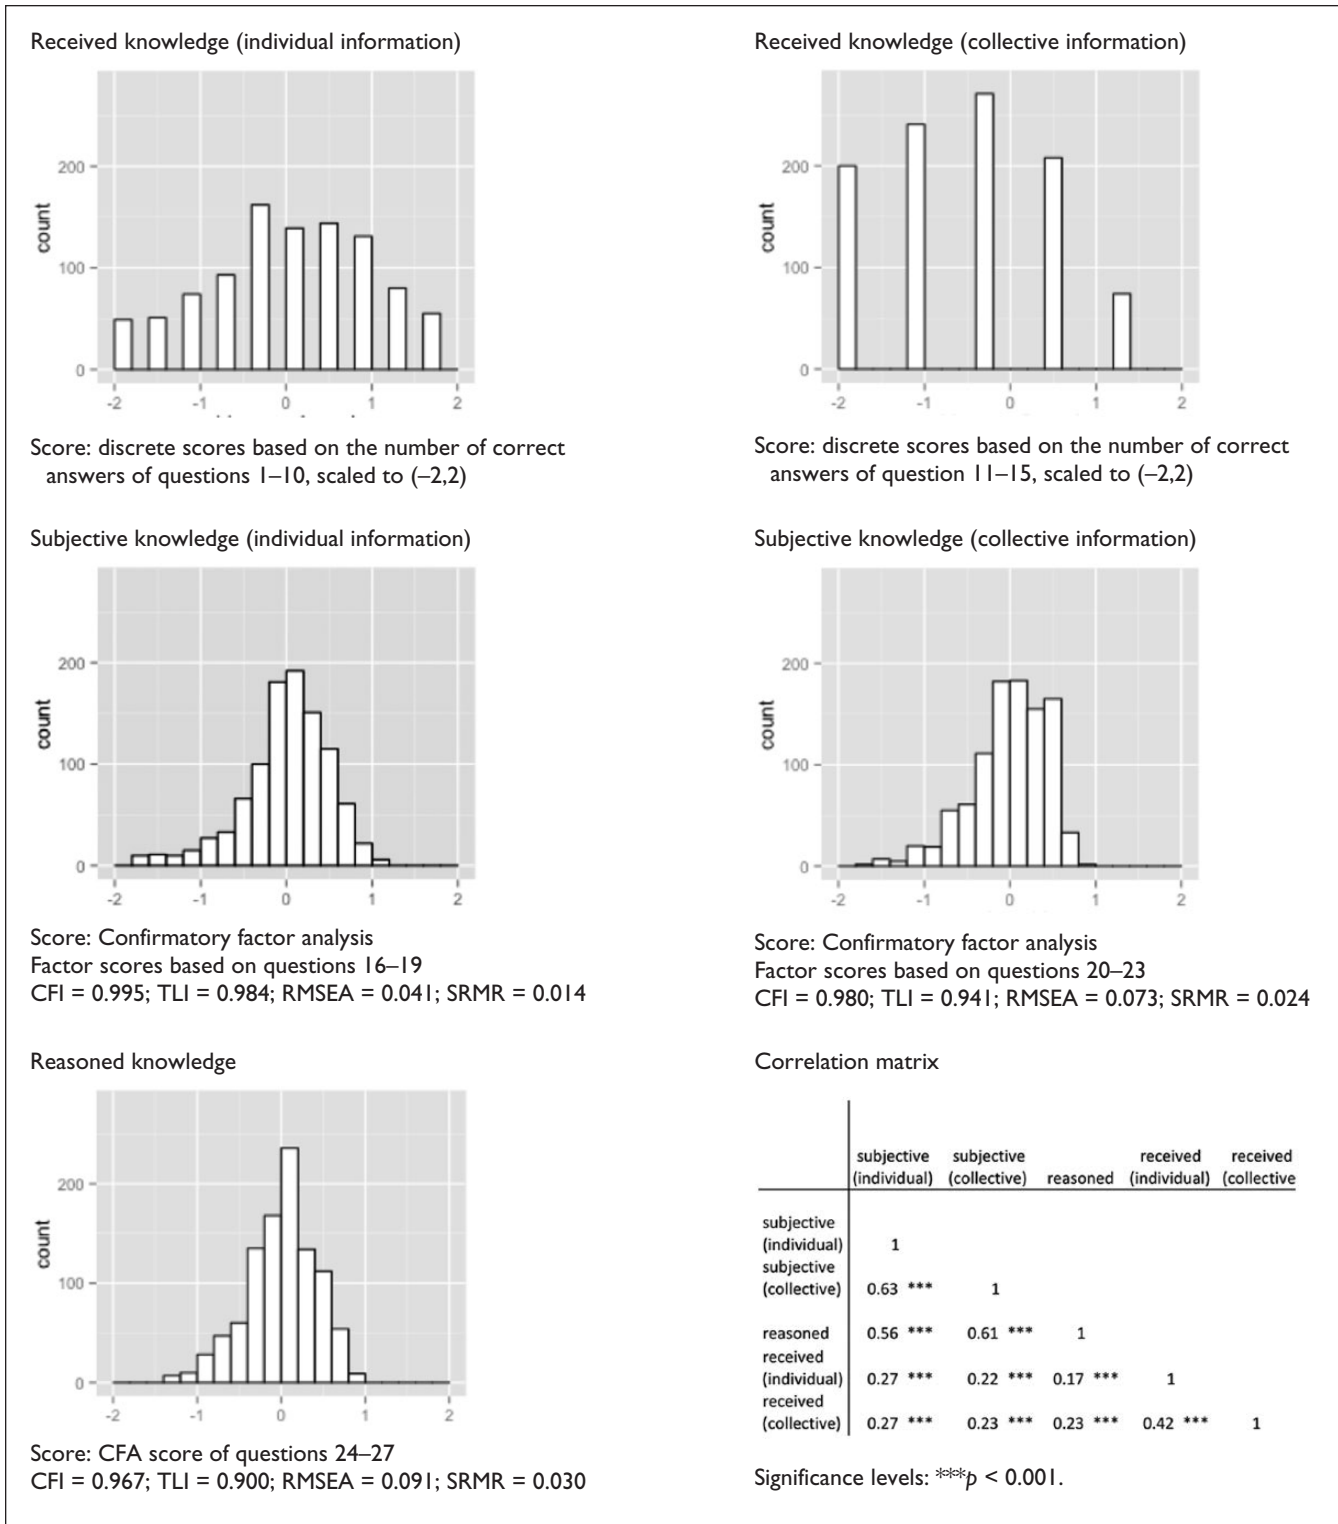 Received knowledge (individual information)
count
200
100
0
-2 -1 0 1 2
Score: discrete scores based on the number of correct
answers of questions 1–10, scaled to (–2,2)
Received knowledge (collective information)
count
200
100
0
-2 -1 0 1 2
Score: discrete scores based on the number of correct
answers of question 11–15, scaled to (–2,2)
Subjective knowledge (individual information)
count
200
100
0
-2 -1 0 1 2
Score: Confirmatory factor analysis
Factor scores based on questions 16–19
CFI = 0.995; TLI = 0.984; RMSEA = 0.041; SRMR = 0.014
Subjective knowledge (collective information)
count
200
100
0
-2 -1 0 1 2
Score: Confirmatory factor analysis
Factor scores based on questions 20–23
CFI = 0.980; TLI = 0.941; RMSEA = 0.073; SRMR = 0.024
Reasoned knowledge
count
200
100
0
-2 -1 0 1 2
Score: CFA score of questions 24–27
CFI = 0.967; TLI = 0.900; RMSEA = 0.091; SRMR = 0.030
Correlation matrix
subjective subjective received received
(individual) (collective) reasoned (individual) (collective
subjective
(individual) 1
subjective
(collective) 0.63 *** 1
reasoned 0.56 *** 0.61 *** 1
received
(individual) 0.27 *** 0.22 *** 0.17 *** 1
received
(collective) 0.27 *** 0.23 *** 0.23 *** 0.42 *** 1
Significance levels: ***p < 0.001.